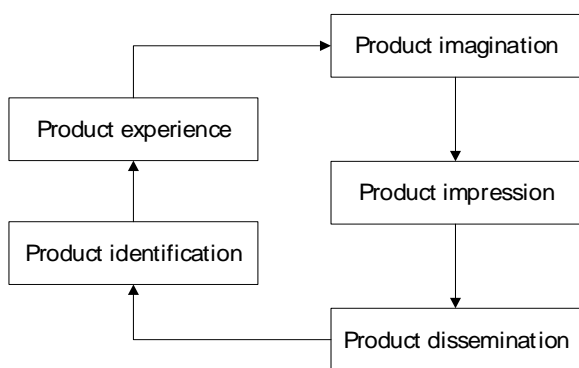 Product imagination
Product experience
Product impression
Product identification
Product dissemination